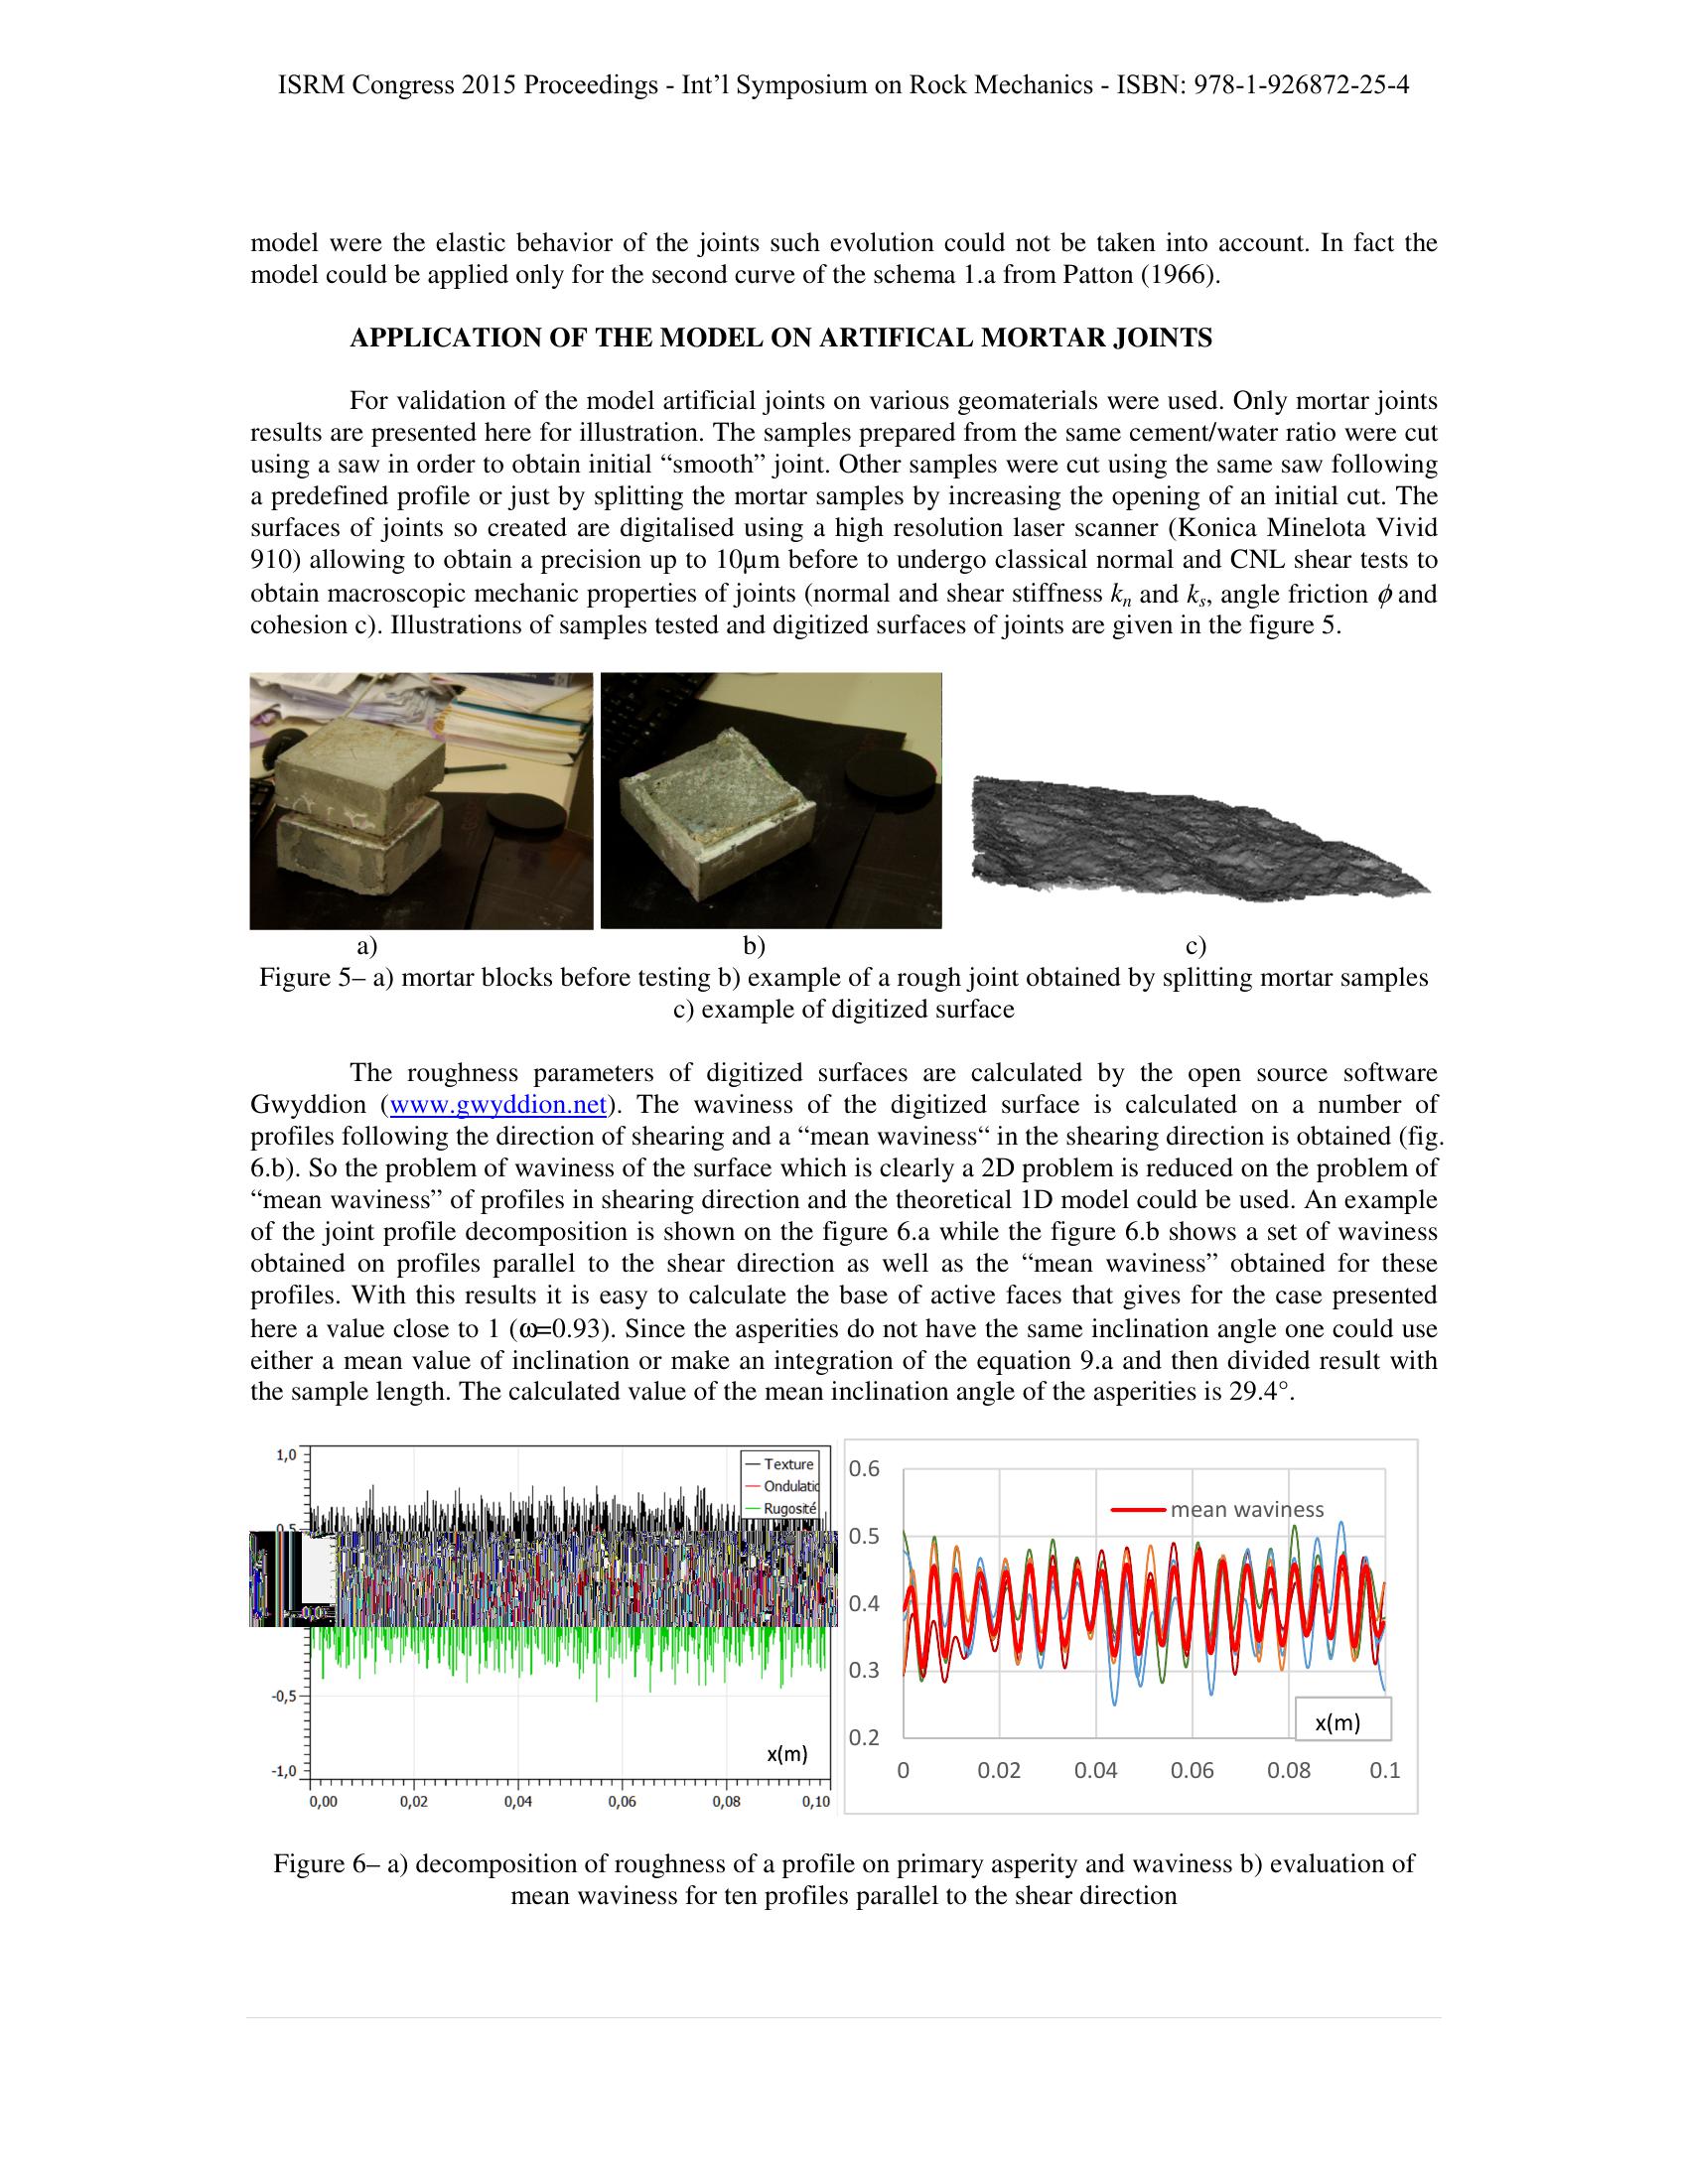 ISRM Congress 2015 Proceedings - Int’l Symposium on Rock Mechanics - ISBN: 978-1-926872-25-4
model were the elastic behavior of the joints such evolution could not be taken into account. In fact the
model could be applied only for the second curve of the schema 1.a from Patton (1966).
APPLICATION OF THE MODEL ON ARTIFICAL MORTAR JOINTS
For validation of the model artificial joints on various geomaterials were used. Only mortar joints
results are presented here for illustration. The samples prepared from the same cement/water ratio were cut
using a saw in order to obtain initial “smooth” joint. Other samples were cut using the same saw following
a predefined profile or just by splitting the mortar samples by increasing the opening of an initial cut. The
surfaces of joints so created are digitalised using a high resolution laser scanner (Konica Minelota Vivid
910) allowing to obtain a precision up to 10µm before to undergo classical normal and CNL shear tests to
obtain macroscopic mechanic properties of joints (normal and shear stiffness kn and ks, angle friction ϕ and
cohesion c). Illustrations of samples tested and digitized surfaces of joints are given in the figure 5.
a) b) c)
Figure 5– a) mortar blocks before testing b) example of a rough joint obtained by splitting mortar samples
c) example of digitized surface
The roughness parameters of digitized surfaces are calculated by the open source software
Gwyddion (www.gwyddion.net). The waviness of the digitized surface is calculated on a number of
profiles following the direction of shearing and a “mean waviness“ in the shearing direction is obtained (fig.
6.b). So the problem of waviness of the surface which is clearly a 2D problem is reduced on the problem of
“mean waviness” of profiles in shearing direction and the theoretical 1D model could be used. An example
of the joint profile decomposition is shown on the figure 6.a while the figure 6.b shows a set of waviness
obtained on profiles parallel to the shear direction as well as the “mean waviness” obtained for these
profiles. With this results it is easy to calculate the base of active faces that gives for the case presented
here a value close to 1 (ω=0.93). Since the asperities do not have the same inclination angle one could use
either a mean value of inclination or make an integration of the equation 9.a and then divided result with
the sample length. The calculated value of the mean inclination angle of the asperities is 29.4°.
1,0
Texture
Ondulatic
Rugosité
0,0
-0,5
-1,0
x(m)
0,00 0,02 0,04 0,06 0,08 0,10
0.6
mean waviness
0.5
0.4
0.3
0.2
x(m)
0 0.02 0.04 0.06 0.08 0.1
Figure 6– a) decomposition of roughness of a profile on primary asperity and waviness b) evaluation of
mean waviness for ten profiles parallel to the shear direction